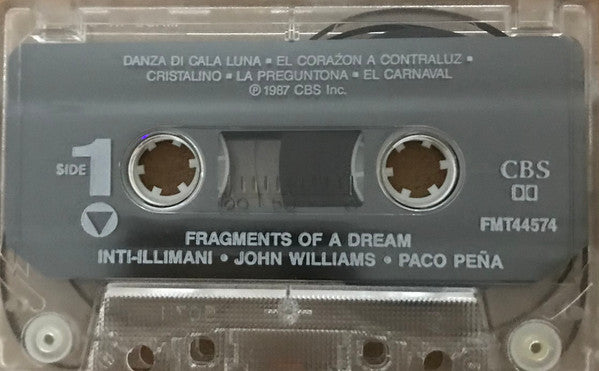 DANZA DI CALA LUNA • EL CORAZON A CONTRALUZ •
CRISTALINO • LA PREGUNTONA • EL CARNAVAL
℗ 1987 CBS Inc.
SIDE 1
CBS
FMT44574
FRAGMENTS OF A DREAM
INTI-ILLIMANI • JOHN WILLIAMS • PACO PEÑA